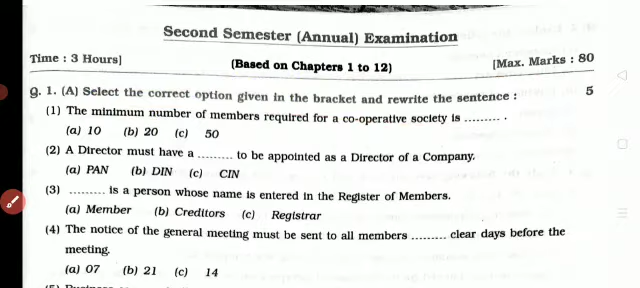 Second Semester (Annual) Examination
Time : 3 Hours] (Based on Chapters 1 to 12) [Max. Marks : 80
Q. 1. (A) Select the correct option given in the bracket and rewrite the sentence : 5
(1) The minimum number of members required for a co-operative society is ......... .
(a) 10 (b) 20 (c) 50
(2) A Director must have a ......... to be appointed as a Director of a Company.
(a) PAN (b) DIN (c) CIN
(3) ......... is a person whose name is entered in the Register of Members.
(a) Member (b) Creditors (c) Registrar
(4) The notice of the general meeting must be sent to all members ......... clear days before the
meeting.
(a) 07 (b) 21 (c) 14